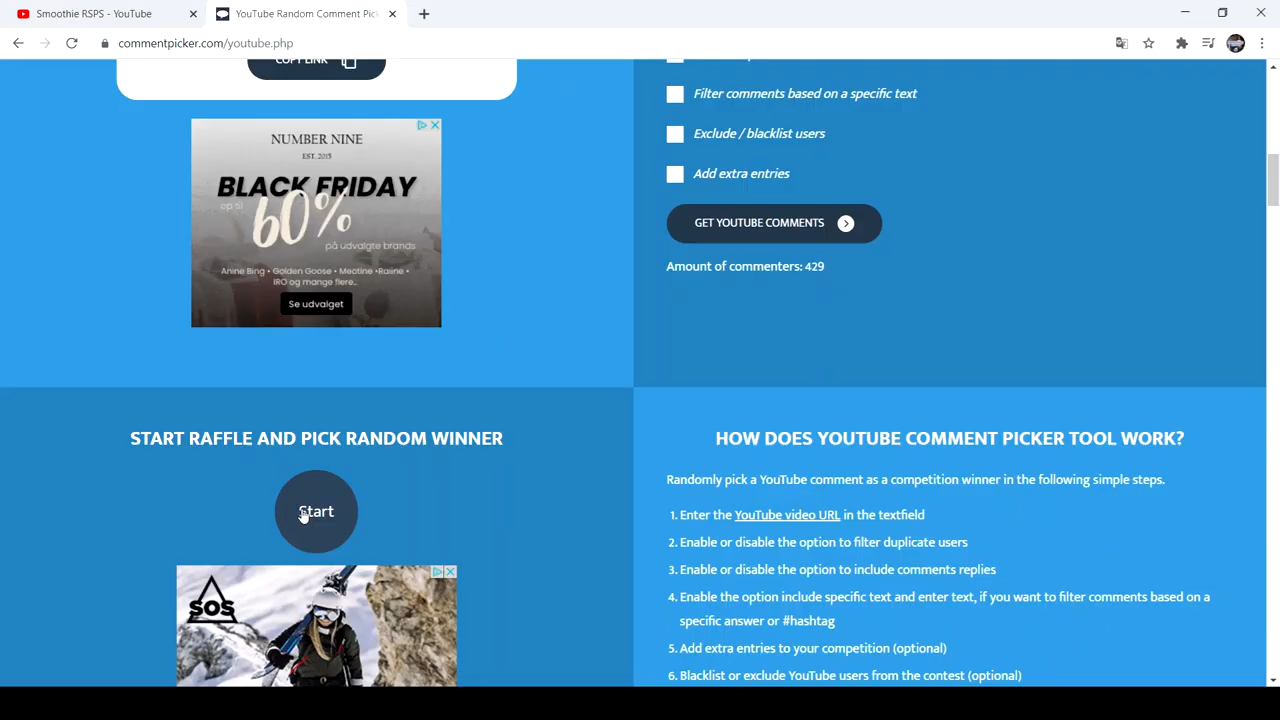 Smoothie RSPS - YouTube
YouTube Random Comment Pic
commentpicker.com/youtube.php
COPY LINK
NUMBER NINE
EST. 2015
BLACK FRIDAY
op til
60%
på udvalgte brands
Anine Bing • Golden Goose • Meotine • Raiine •
IRO og mange flere..
Se udvalget
Filter comments based on a specific text
Exclude / blacklist users
Add extra entries
GET YOUTUBE COMMENTS
Amount of commenters: 429
START RAFFLE AND PICK RANDOM WINNER
Start
SOS
HOW DOES YOUTUBE COMMENT PICKER TOOL WORK?
Randomly pick a YouTube comment as a competition winner in the following simple steps.
1. Enter the YouTube video URL in the textfield
2. Enable or disable the option to filter duplicate users
3. Enable or disable the option to include comments replies
4. Enable the option include specific text and enter text, if you want to filter comments based on a
specific answer or #hashtag
5. Add extra entries to your competition (optional)
6. Blacklist or exclude YouTube users from the contest (optional)